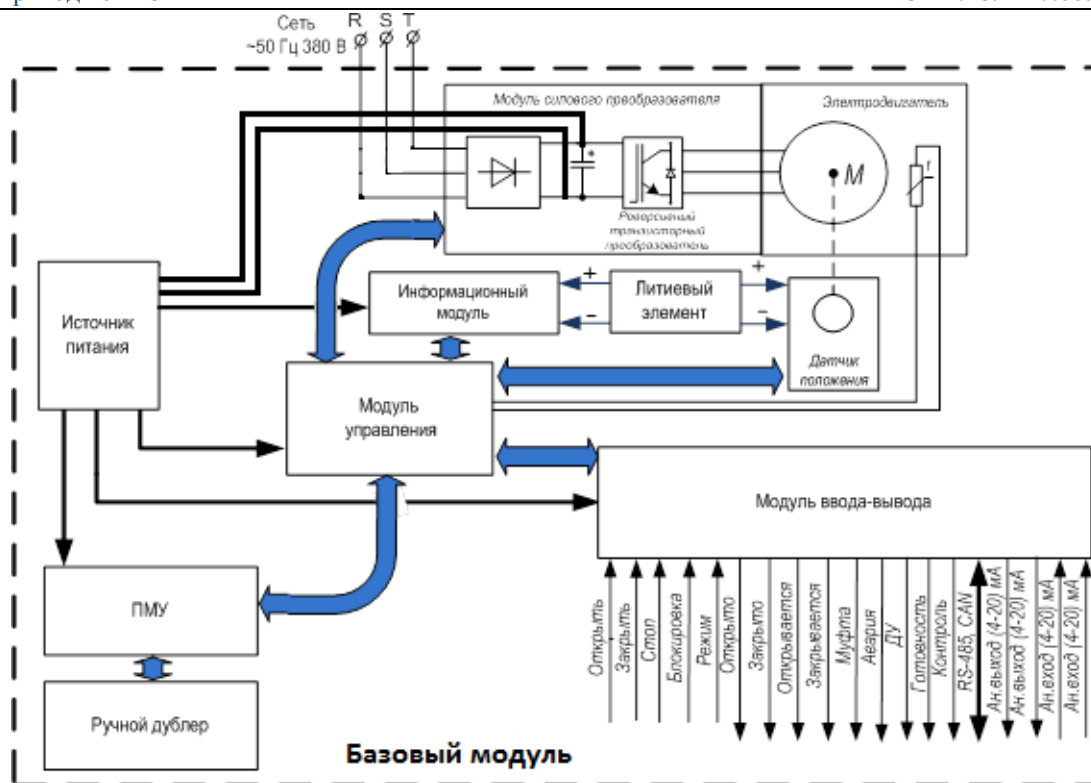 Сеть
~50 Гц 380 В
R S T
Модуль силового преобразователя
Электродвигатель
+
r
М
Реверсивный
транзисторный
преобразователь
Источник
питания
Информационный
модуль
+
−
Литиевый
элемент
+
−
Датчик
положения
Модуль
управления
Модуль ввода-вывода
ПМУ
Ручной дублер
Открыть
Закрыть
Стоп
Блокировка
Режим
Открыто
Закрыто
Открывается
Закрывается
Муфта
Авария
ДУ
Готовность
Контроль
RS-485, CAN
Ан.выход (4-20) мА
Ан.выход (4-20) мА
Ан.вход (4-20) мА
Ан.вход (4-20) мА
Базовый модуль